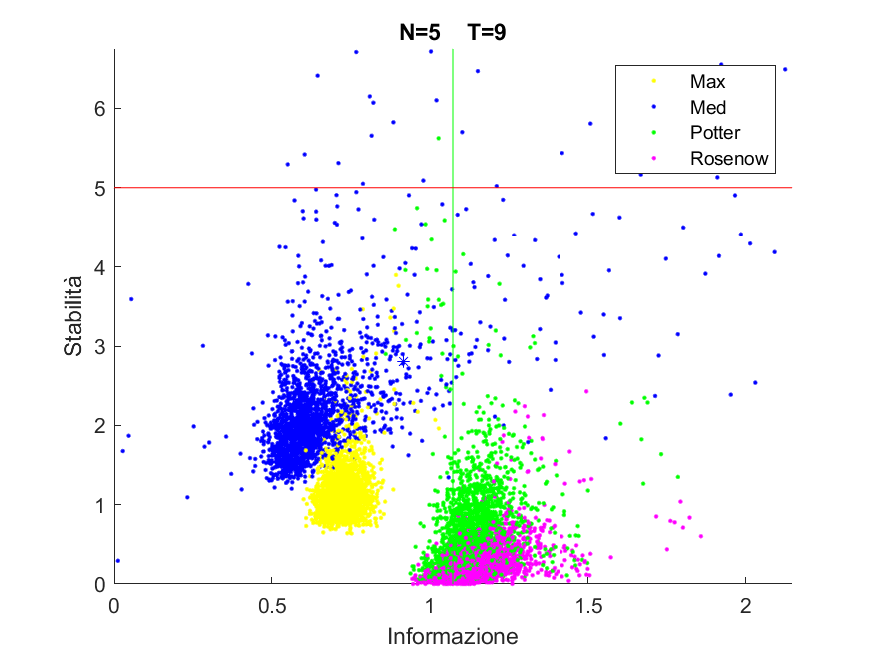 N=5 T=9
Max
Med
Potter
Rosenow
6
5
4
3
2
1
0
Stabilità
0 0.5 1 1.5 2
Informazione